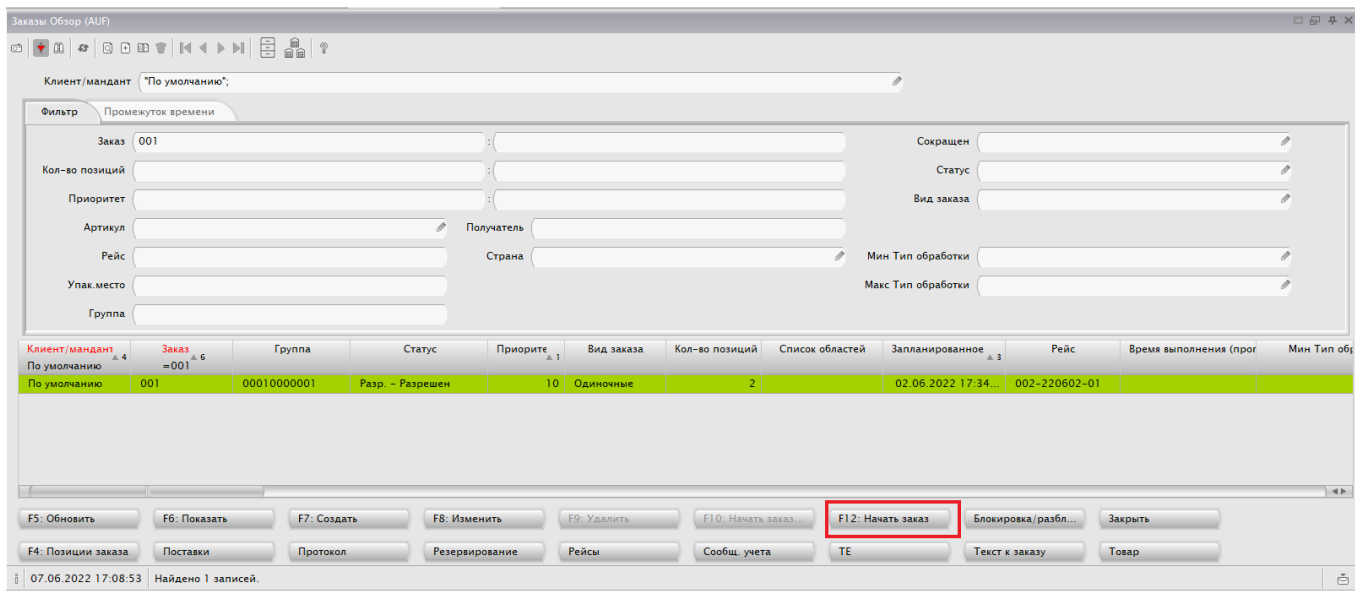 Заказы Обзор (AUF)
Клиент/мандант "По умолчанию";
Фильтр Промежуток времени
Заказ 001 : Сокращен
Кол-во позиций : Статус
Приоритет : Вид заказа
Артикул Получатель
Рейс Страна Мин Тип обработки
Упак.место Макс Тип обработки
Группа
Клиент/мандант 4 Заказ 6 Группа Статус Приорите 1 Вид заказа Кол-во позиций Список областей Запланированное 3 Рейс Время выполнения (прог Мин Тип обр
По умолчанию =001
По умолчанию 001 00010000001 Разр. - Разрешен 10 Одиночные 2 02.06.2022 17:34... 002-220602-01
F5: Обновить F6: Показать F7: Создать F8: Изменить F9: Удалить F10: Начать заказ... F12: Начать заказ Блокировка/разбл... Закрыть
F4: Позиции заказа Поставки Протокол Резервирование Рейсы Сообщ. учета ТЕ Текст к заказу Товар
07.06.2022 17:08:53 Найдено 1 записей.